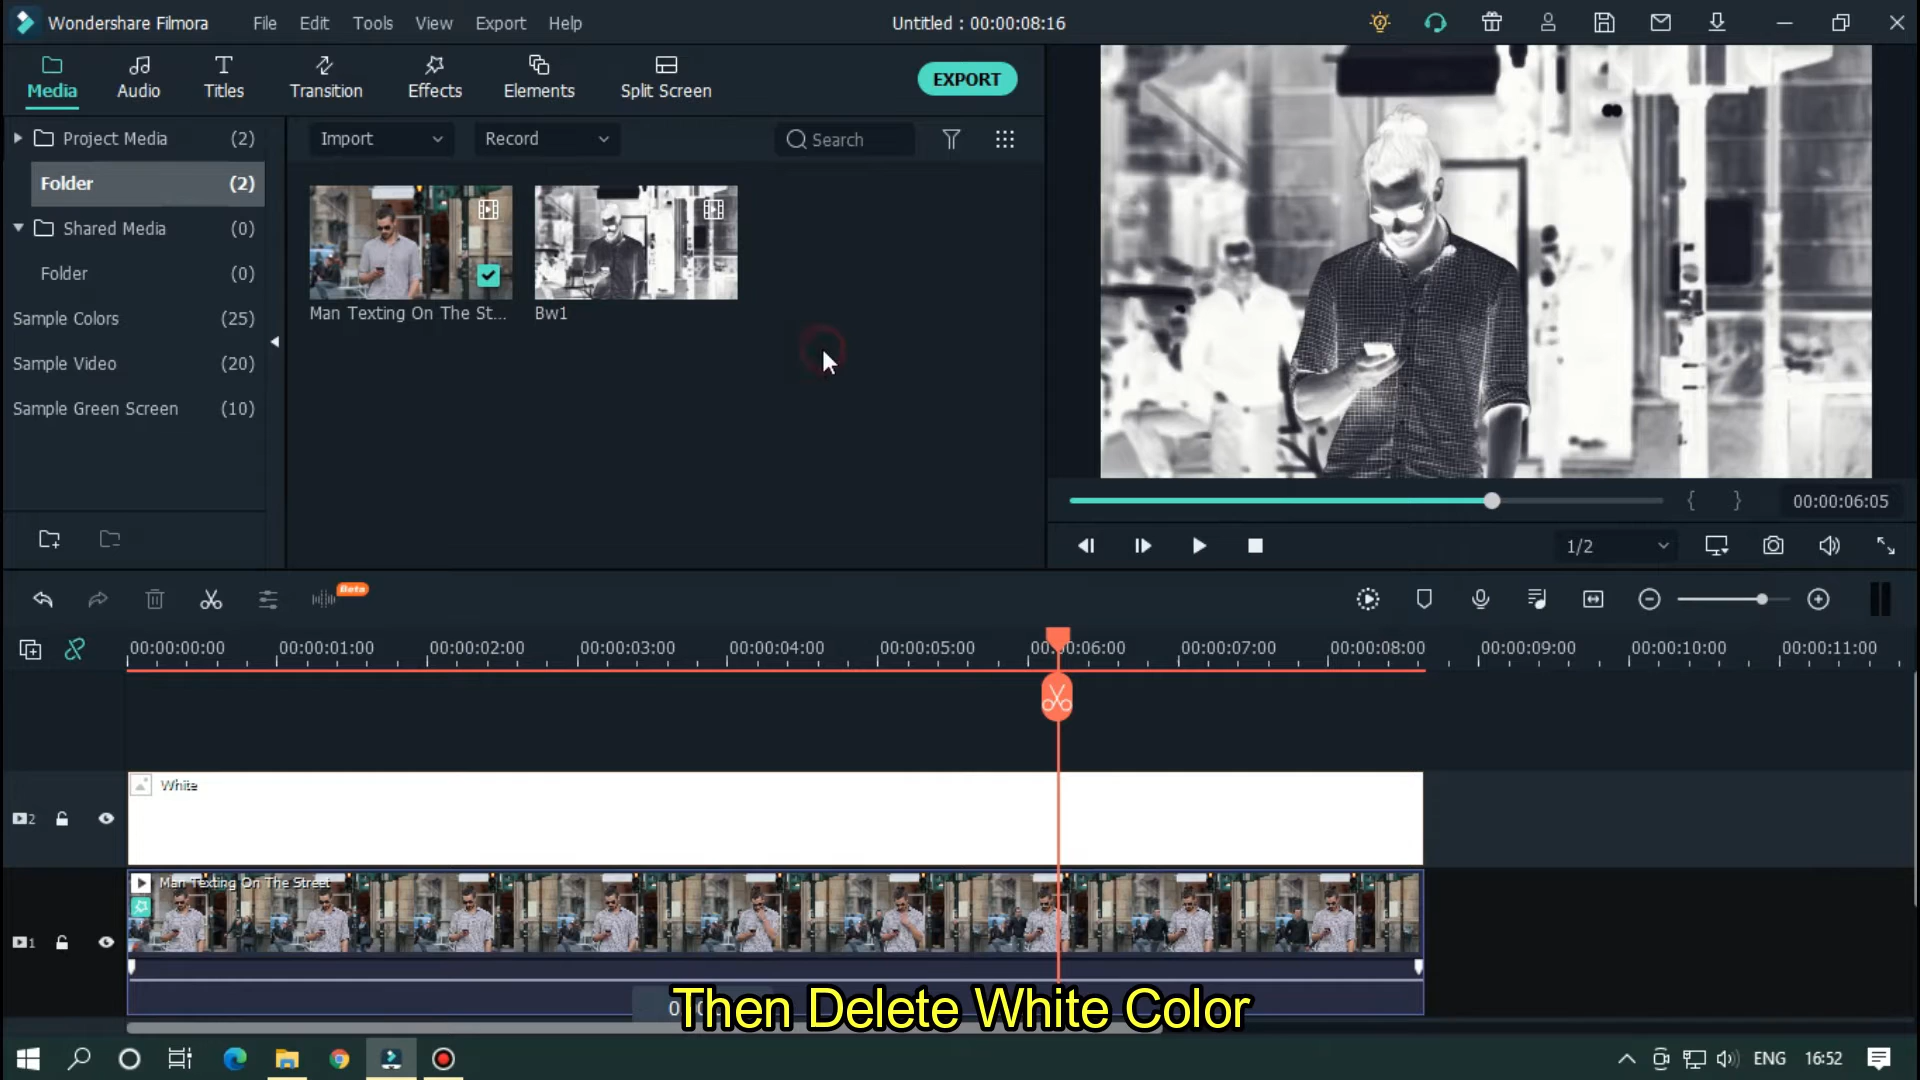 Wondershare Filmora
File
Edit
Tools
View
Export
Help
Untitled : 00:00:08:16
Media
Audio
Titles
Transition
Effects
Elements
Split Screen
EXPORT
Project Media (2)
Folder (2)
Shared Media (0)
Folder (0)
Sample Colors (25)
Sample Video (20)
Sample Green Screen (10)
Import
Record
Search
Man Texting On The St...
Bw1
00:00:06:05
1/2
Beta
00:00:00:00
00:00:01:00
00:00:02:00
00:00:03:00
00:00:04:00
00:00:05:00
00:00:06:00
00:00:07:00
00:00:08:00
00:00:09:00
00:00:10:00
00:00:11:00
White
2
Man Texting On The Street
1
Then Delete White Color
ENG
16:52